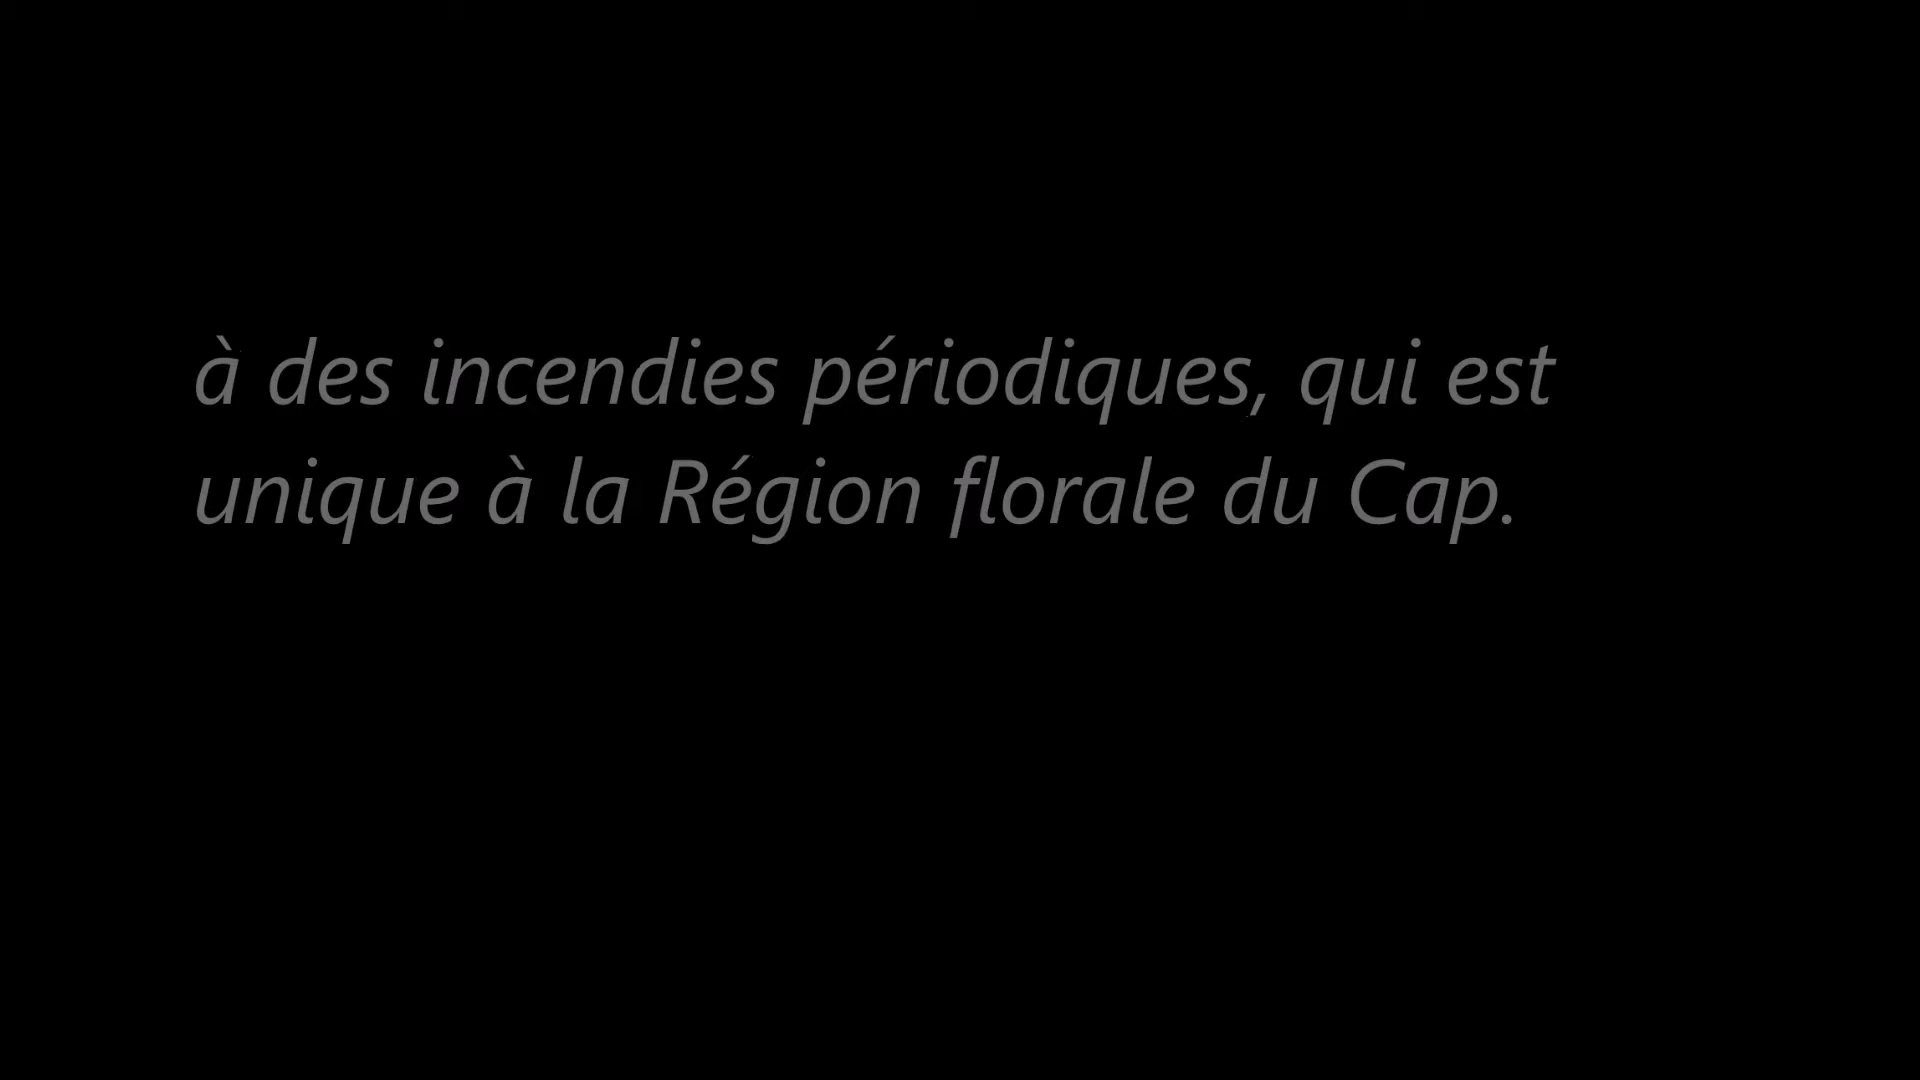 à des incendies périodiques, qui est
unique à la Région florale du Cap.